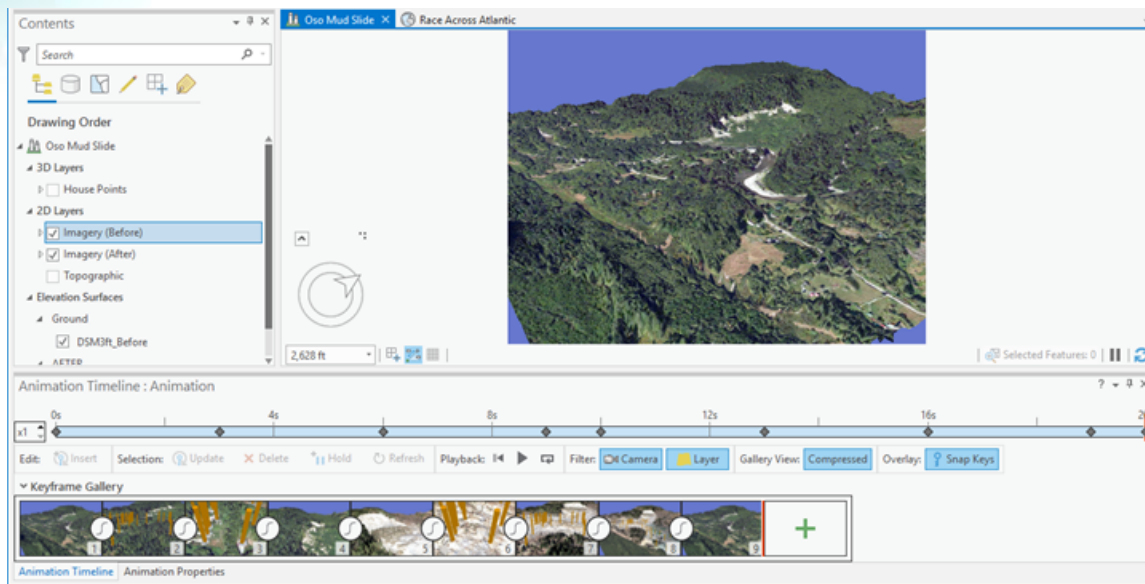 Contents
Oso Mud Slide
Race Across Atlantic
Search
Drawing Order
Oso Mud Slide
3D Layers
House Points
2D Layers
Imagery (Before)
Imagery (After)
Topographic
Elevation Surfaces
Ground
DSM3ft_Before
AFTER
2,628 ft
Selected Features: 0
Animation Timeline : Animation
0s 4s 8s 12s 16s
x1
Edit: Insert Selection: Update Delete Hold Refresh Playback: Filter: Camera Layer Gallery View: Compressed Overlay: Snap Keys
Keyframe Gallery
1 2 3 4 5 6 7 8 9
Animation Timeline Animation Properties